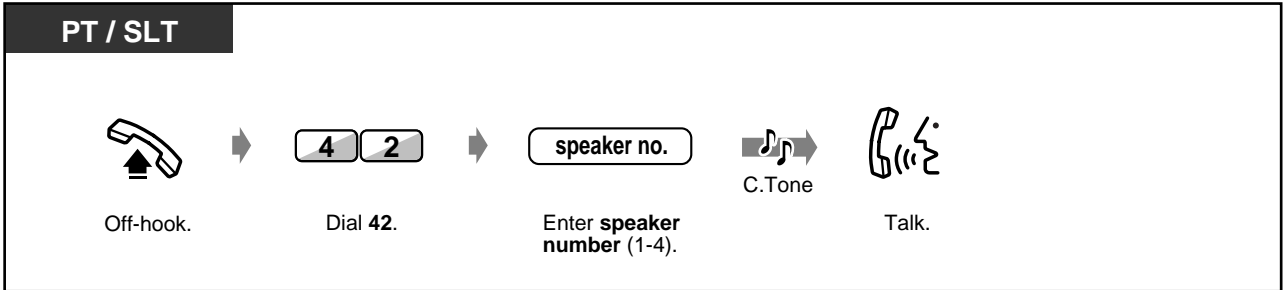 PT / SLT
4 2
speaker no.
C.Tone
Off-hook.
Dial 42.
Enter speaker
number (1-4).
Talk.